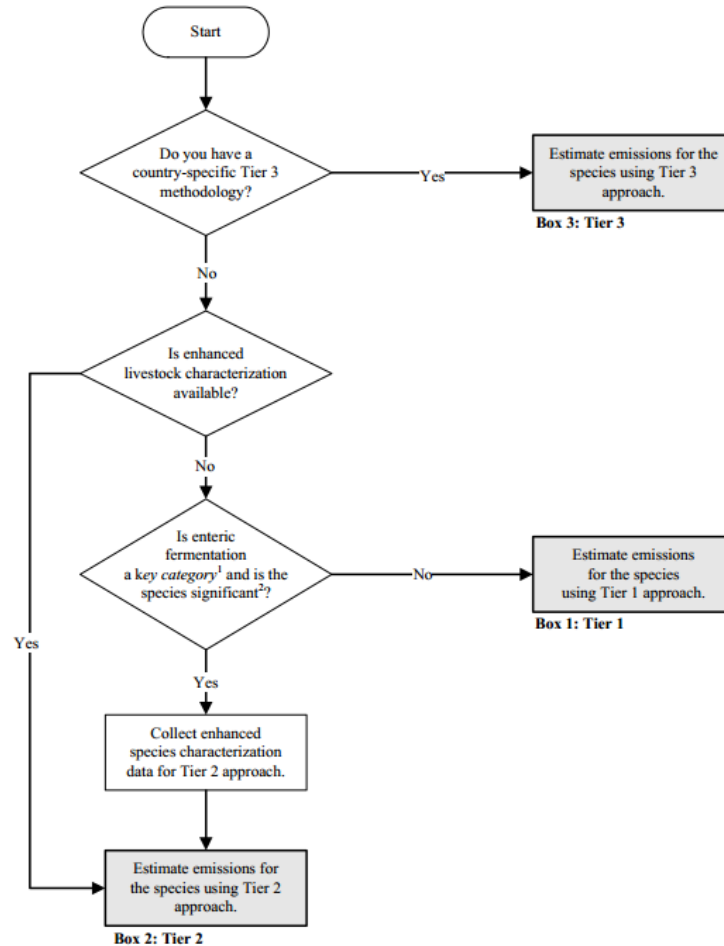 Start
Do you have a
country-specific Tier 3
methodology?
Yes
Estimate emissions for the
species using Tier 3
approach.
Box 3: Tier 3
No
Is enhanced
livestock characterization
available?
No
Is enteric
fermentation
a key category¹ and is the
species significant²?
No
Estimate emissions
for the species
using Tier 1 approach.
Box 1: Tier 1
Yes
Yes
Collect enhanced
species characterization
data for Tier 2 approach.
Estimate emissions for
the species using Tier 2
approach.
Box 2: Tier 2